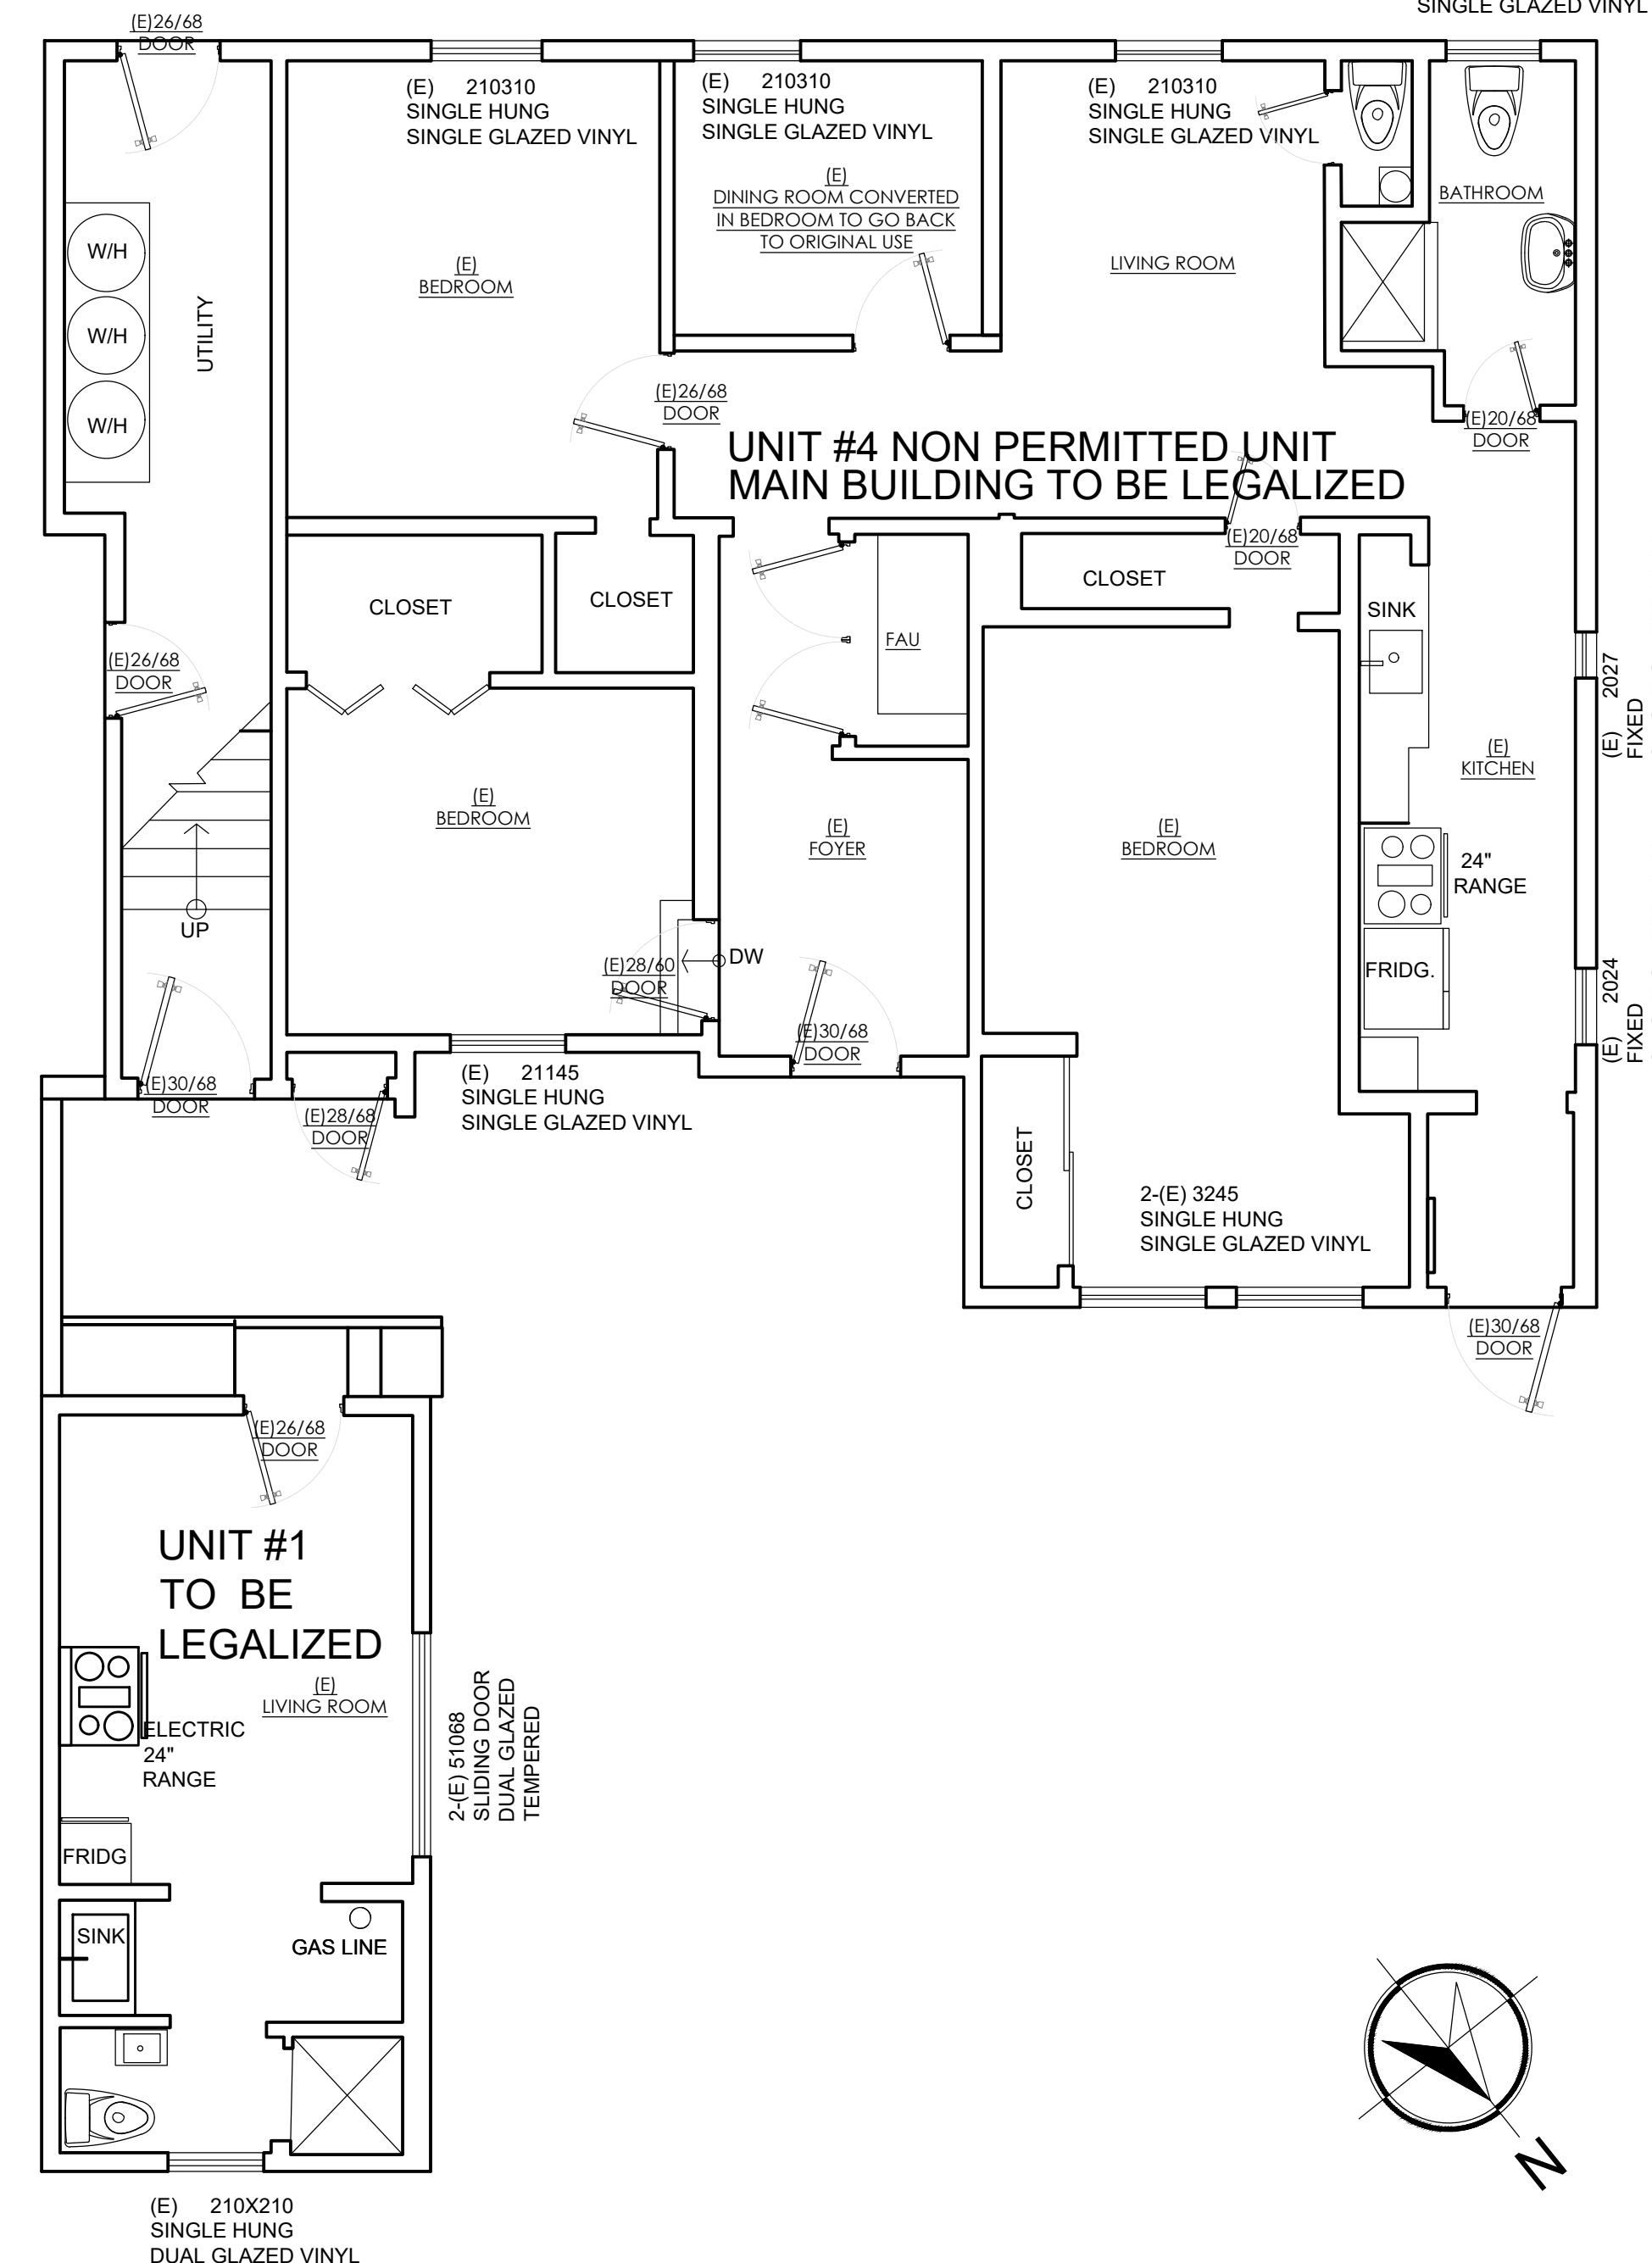 SINGLE GLAZED VINYL
(E)26/68
DOOR
(E) 210310
SINGLE HUNG
SINGLE GLAZED VINYL
(E) 210310
SINGLE HUNG
SINGLE GLAZED VINYL
(E) 210310
SINGLE HUNG
SINGLE GLAZED VINYL
(E)
DINING ROOM CONVERTED
IN BEDROOM TO GO BACK
TO ORIGINAL USE
BATHROOM
LIVING ROOM
W/H
W/H
W/H
UTILITY
(E)
BEDROOM
(E)26/68
DOOR
(E)20/68
DOOR
UNIT #4 NON PERMITTED UNIT
MAIN BUILDING TO BE LEGALIZED
(E)20/68
DOOR
CLOSET
CLOSET
CLOSET
SINK
FAU
(E)26/68
DOOR
(E) 2027
FIXED
(E)
KITCHEN
(E)
BEDROOM
(E)
FOYER
(E)
BEDROOM
24"
RANGE
UP
DW
(E)28/60
DOOR
FRIDG.
(E) 2024
FIXED
(E)30/68
DOOR
(E)30/68
DOOR
(E)28/68
DOOR
(E) 21145
SINGLE HUNG
SINGLE GLAZED VINYL
CLOSET
2-(E) 3245
SINGLE HUNG
SINGLE GLAZED VINYL
(E)30/68
DOOR
(E)26/68
DOOR
UNIT #1
TO BE
LEGALIZED
(E)
LIVING ROOM
ELECTRIC
24"
RANGE
2-(E) 51068
SLIDING DOOR
DUAL GLAZED
TEMPERED
FRIDG
SINK
GAS LINE
N
(E) 210X210
SINGLE HUNG
DUAL GLAZED VINYL